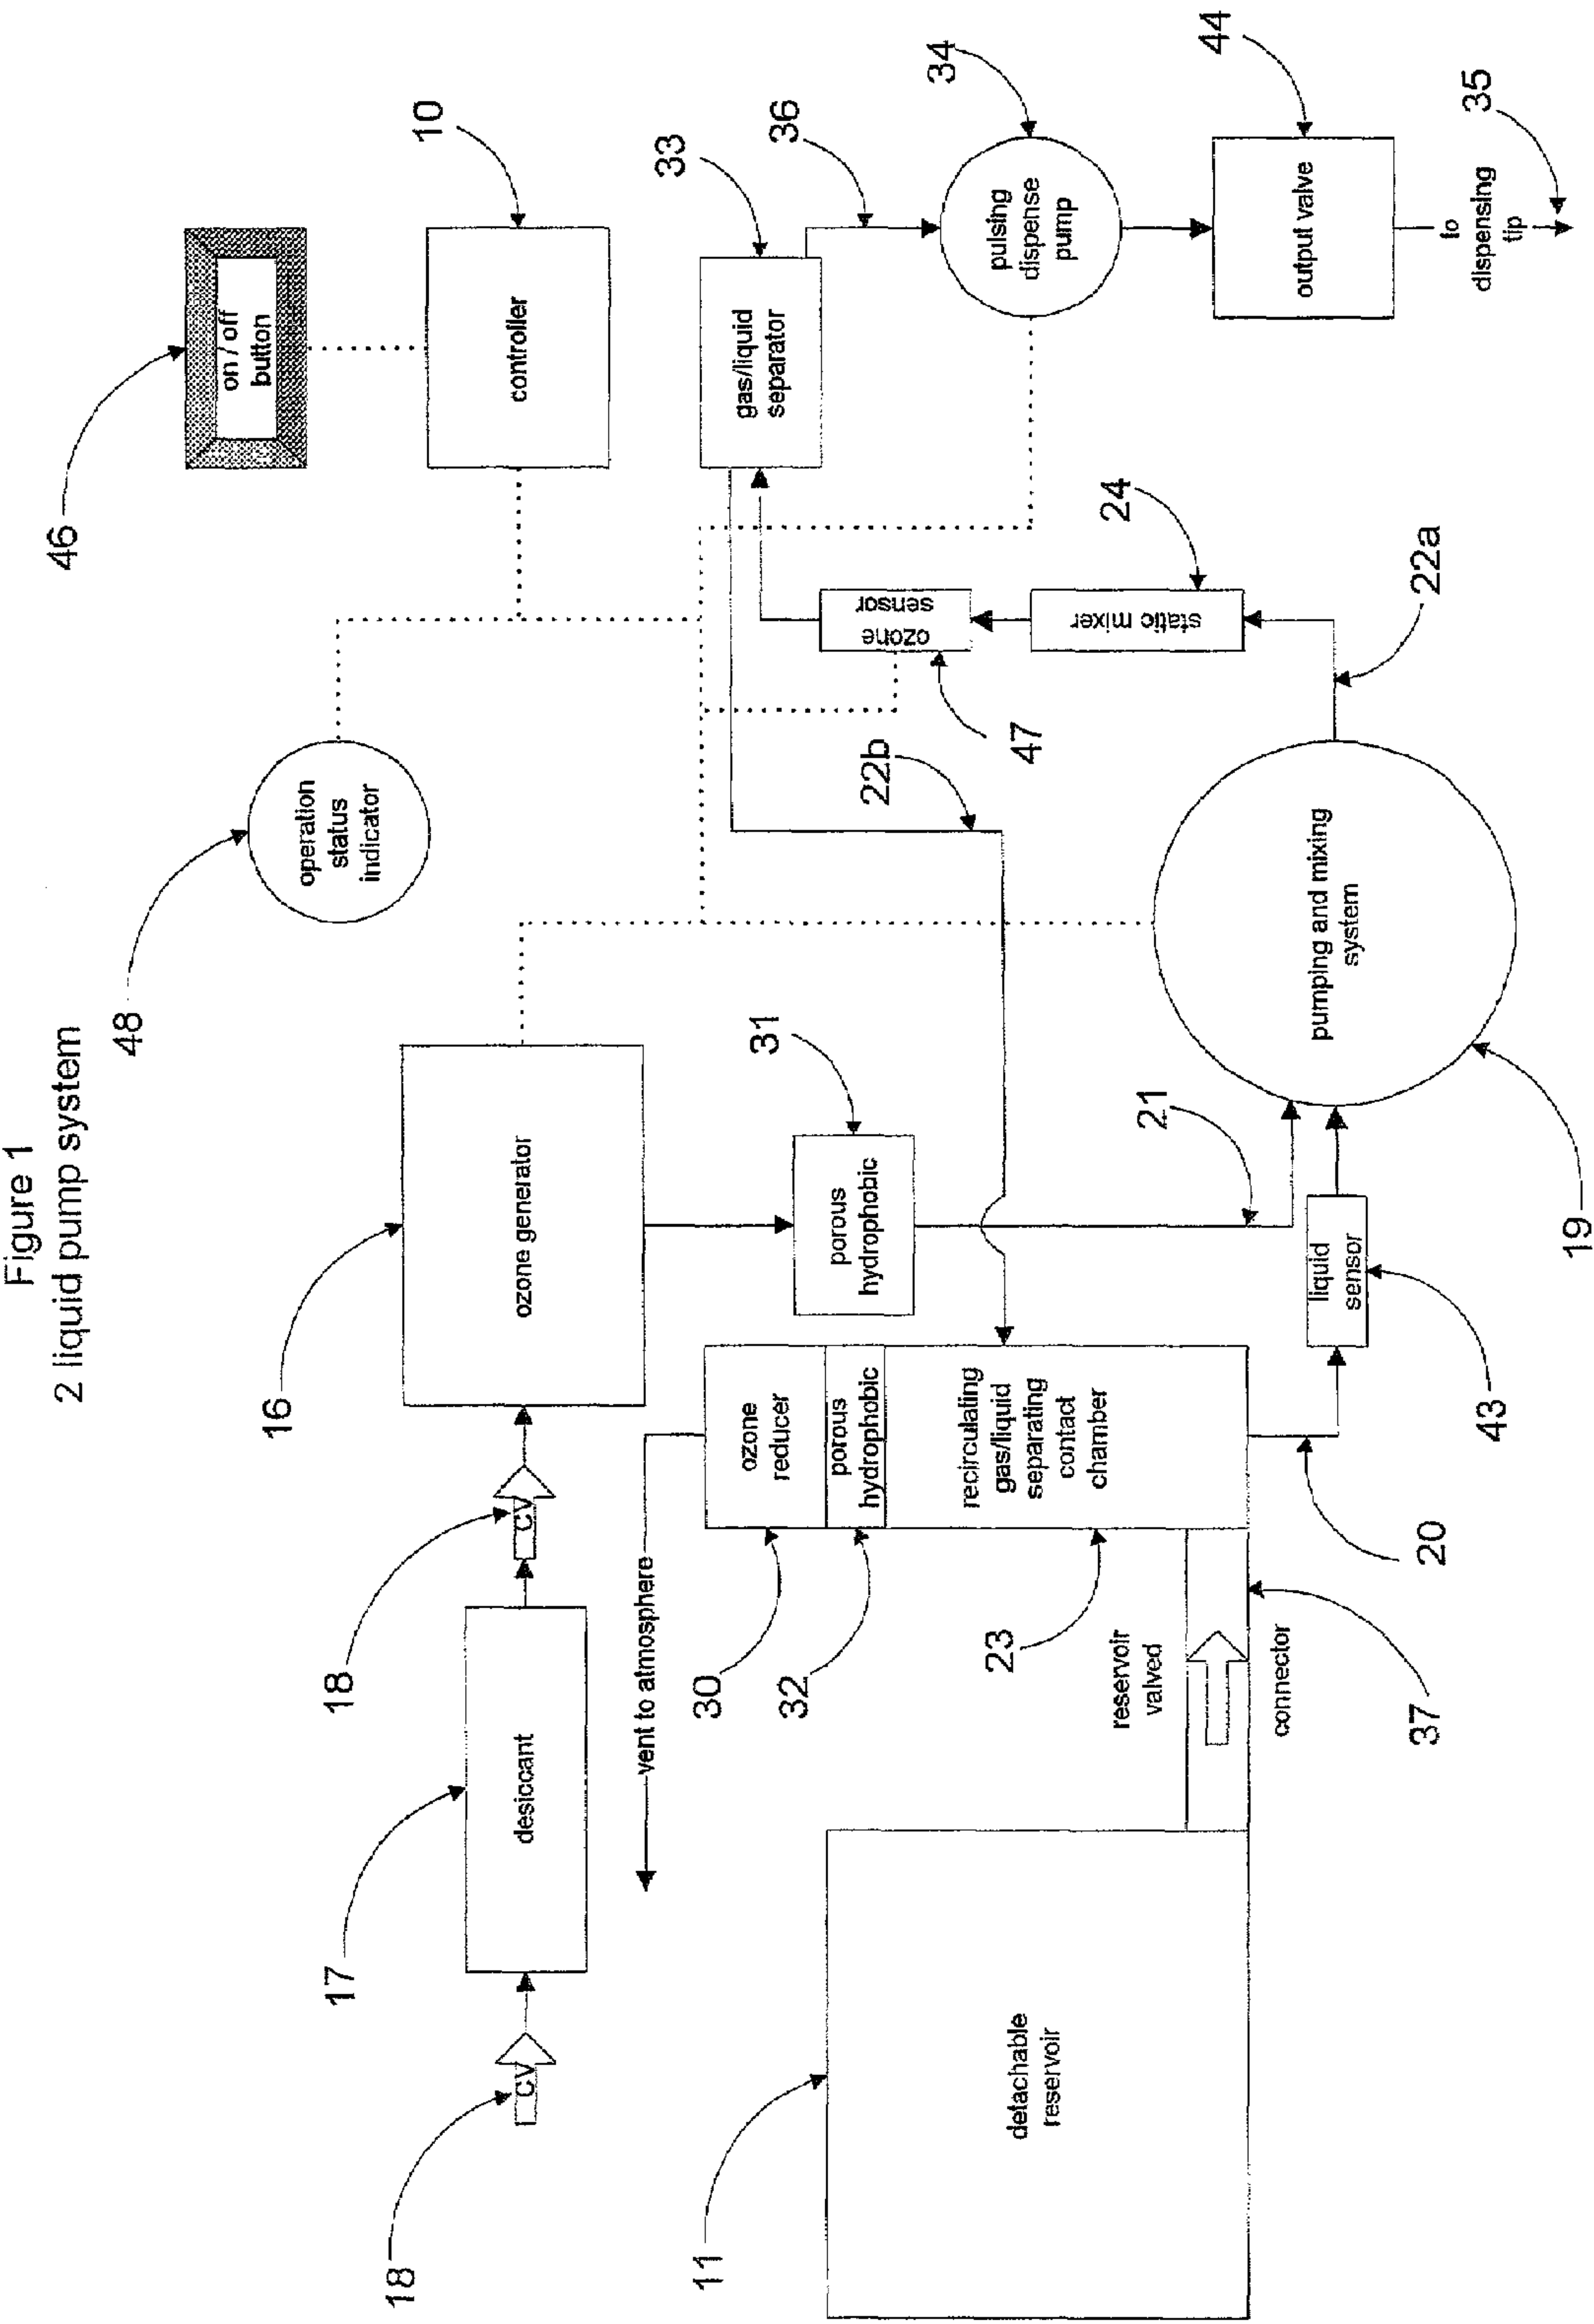 Figure 1
2 liquid pump system
46
on / off
button
10
controller
48
operation
status
indicator
16
ozone generator
18
CV
17
desiccant
18
CV
33
gas/liquid
separator
36
34
pulsing
dispense
pump
44
output valve
to
dispensing
tip
35
47
ozone
sensor
24
static mixer
22a
22b
31
porous
hydrophobic
21
pumping and mixing
system
19
liquid
sensor
43
20
vent to atmosphere
ozone
reducer
30
porous
hydrophobic
32
recirculating
gas/liquid
separating
contact
chamber
23
reservoir
valved
connector
37
11
detachable
reservoir